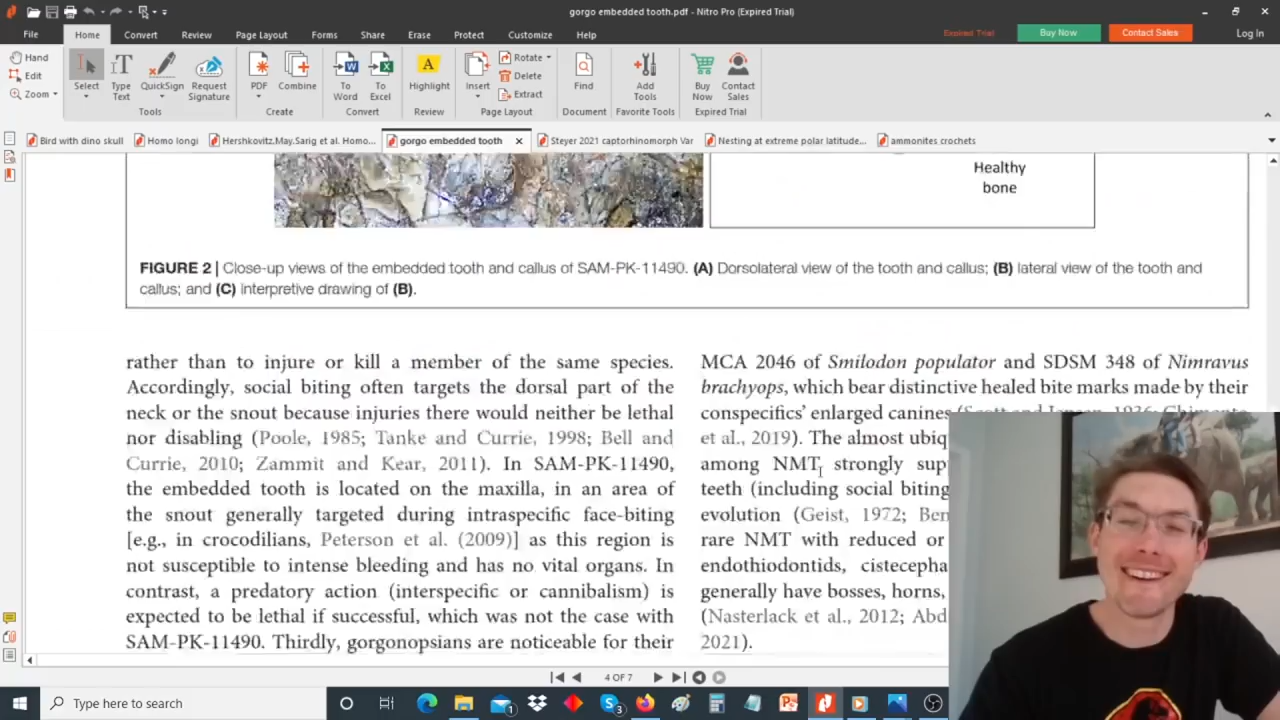 gorgo embedded tooth.pdf - Nitro Pro (Expired Trial)
File Home Convert Review Page Layout Forms Share Erase Protect Customize Help Expired Trial Buy Now Contact Sales Log In
Hand
Edit
Zoom
Select
Type Text
QuickSign
Request Signature
Tools
PDF
Combine
Create
To Word
To Excel
Convert
Highlight
Review
Insert
Rotate
Delete
Extract
Page Layout
Find
Document
Add Tools
Favorite Tools
Buy Now
Contact Sales
Expired Trial
Bird with dino skull
Homo longi
Hershkovitz.May.Sarig et al. Homo...
gorgo embedded tooth
Steyer 2021 captorhinomorph Var
Nesting at extreme polar latitude...
ammonites crochets
Healthy
bone
FIGURE 2 | Close-up views of the embedded tooth and callus of SAM-PK-11490. (A) Dorsolateral view of the tooth and callus; (B) lateral view of the tooth and
callus; and (C) Interpretive drawing of (B).
rather than to injure or kill a member of the same species.
Accordingly, social biting often targets the dorsal part of the
neck or the snout because injuries there would neither be lethal
nor disabling (Poole, 1985; Tanke and Currie, 1998; Bell and
Currie, 2010; Zammit and Kear, 2011). In SAM-PK-11490,
the embedded tooth is located on the maxilla, in an area of
the snout generally targeted during intraspecific face-biting
[e.g., in crocodilians, Peterson et al. (2009)] as this region is
not susceptible to intense bleeding and has no vital organs. In
contrast, a predatory action (interspecific or cannibalism) is
expected to be lethal if successful, which was not the case with
SAM-PK-11490. Thirdly, gorgonopsians are noticeable for their
MCA 2046 of Smilodon populator and SDSM 348 of Nimravus
brachyops, which bear distinctive healed bite marks made by their
conspecifics' enlarged canines
et al., 2019). The almost ubiq
among NMT strongly sup
teeth (including social biting
evolution (Geist, 1972; Ben
rare NMT with reduced or
endothiodontids, cistecepha
generally have bosses, horns,
(Nasterlack et al., 2012; Abd
2021).
4 OF 7
Type here to search